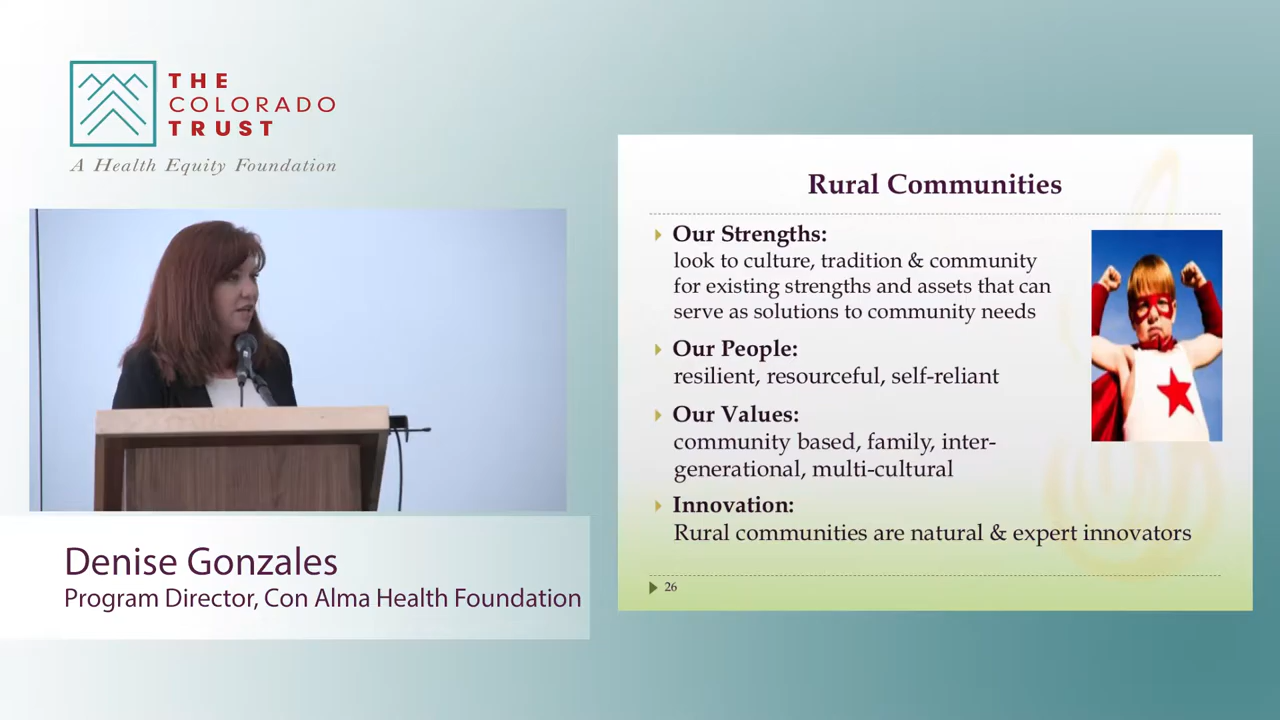 THE
COLORADO
TRUST
A Health Equity Foundation
Denise Gonzales
Program Director, Con Alma Health Foundation
Rural Communities
Our Strengths:
look to culture, tradition & community
for existing strengths and assets that can
serve as solutions to community needs
Our People:
resilient, resourceful, self-reliant
Our Values:
community based, family, inter-
generational, multi-cultural
Innovation:
Rural communities are natural & expert innovators
26